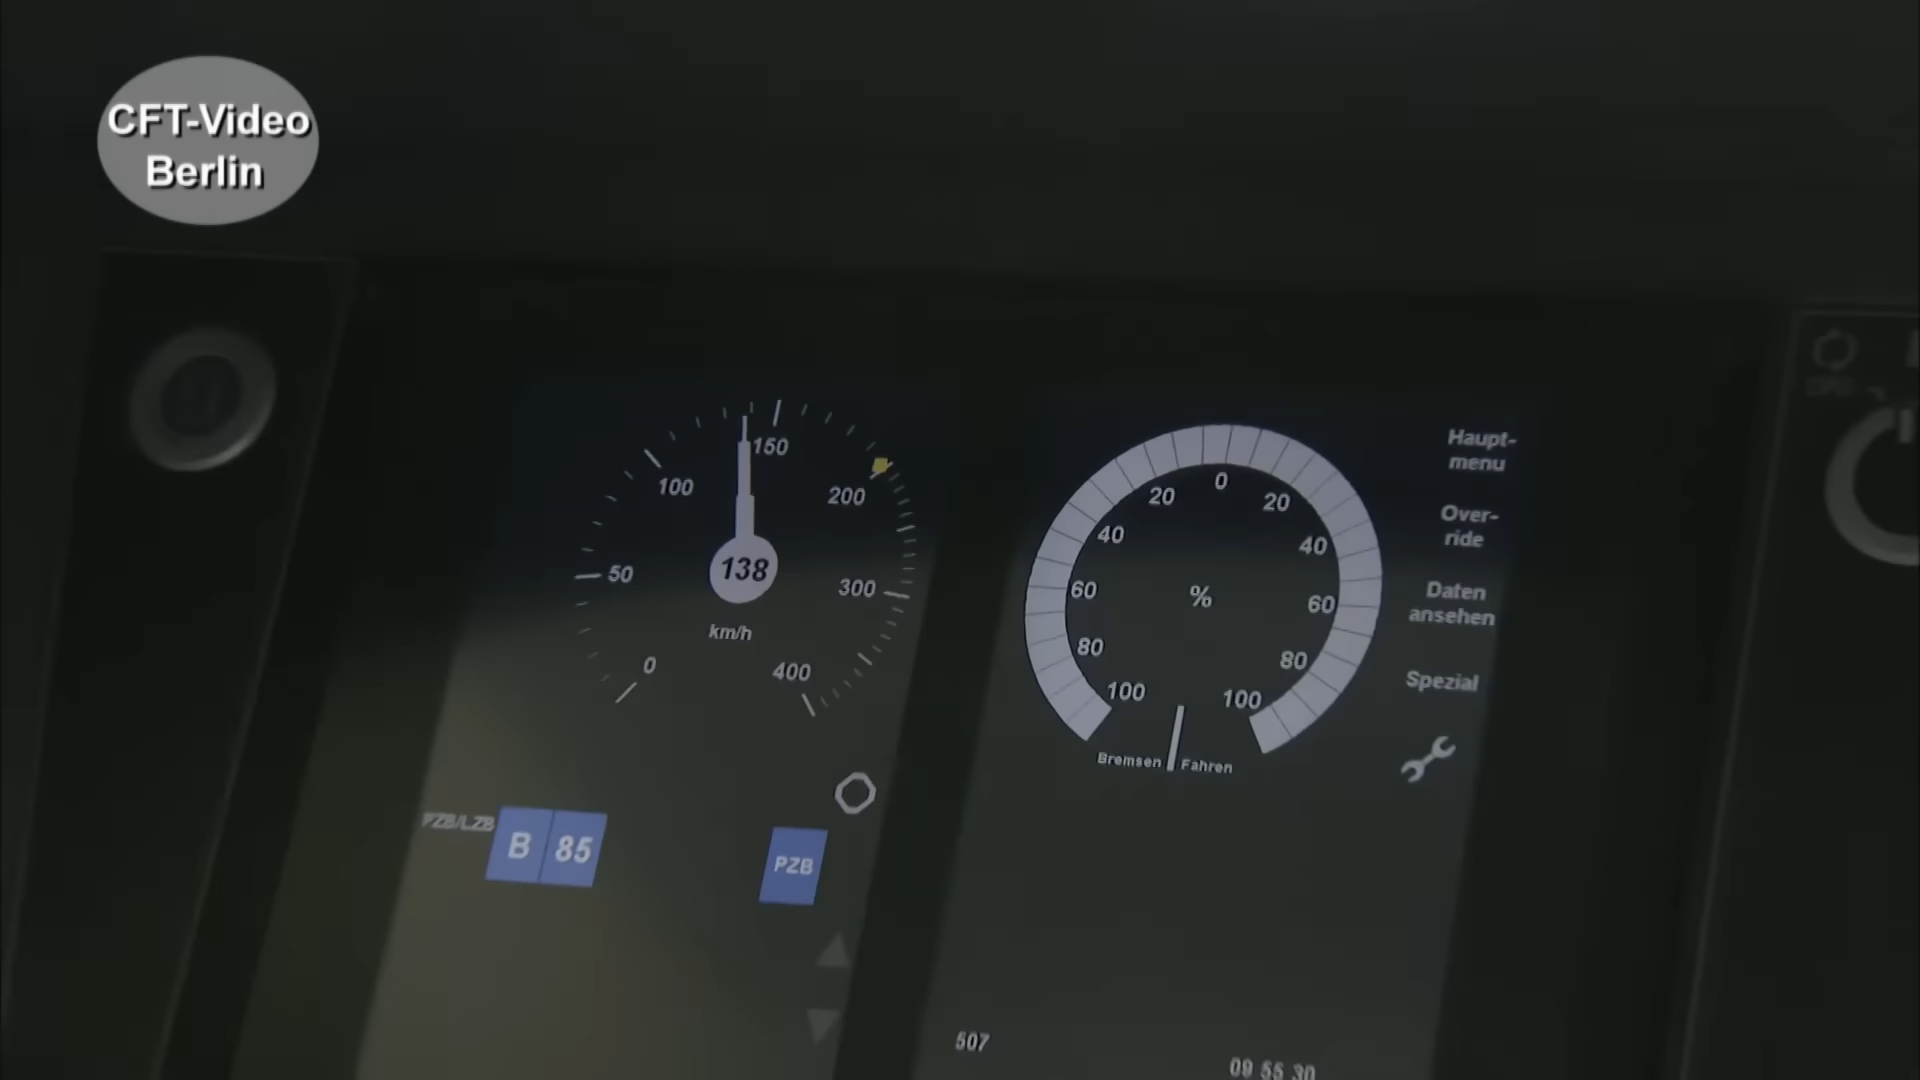 CFT-Video
Berlin
150
100
200
50
138
300
km/h
0
400
PZB/LZB
B 85
PZB
0
20
20
40
40
60
%
60
80
80
100
100
Bremsen
Fahren
Haupt-
menu
Over-
ride
Daten
ansehen
Spezial
507
09 55 30